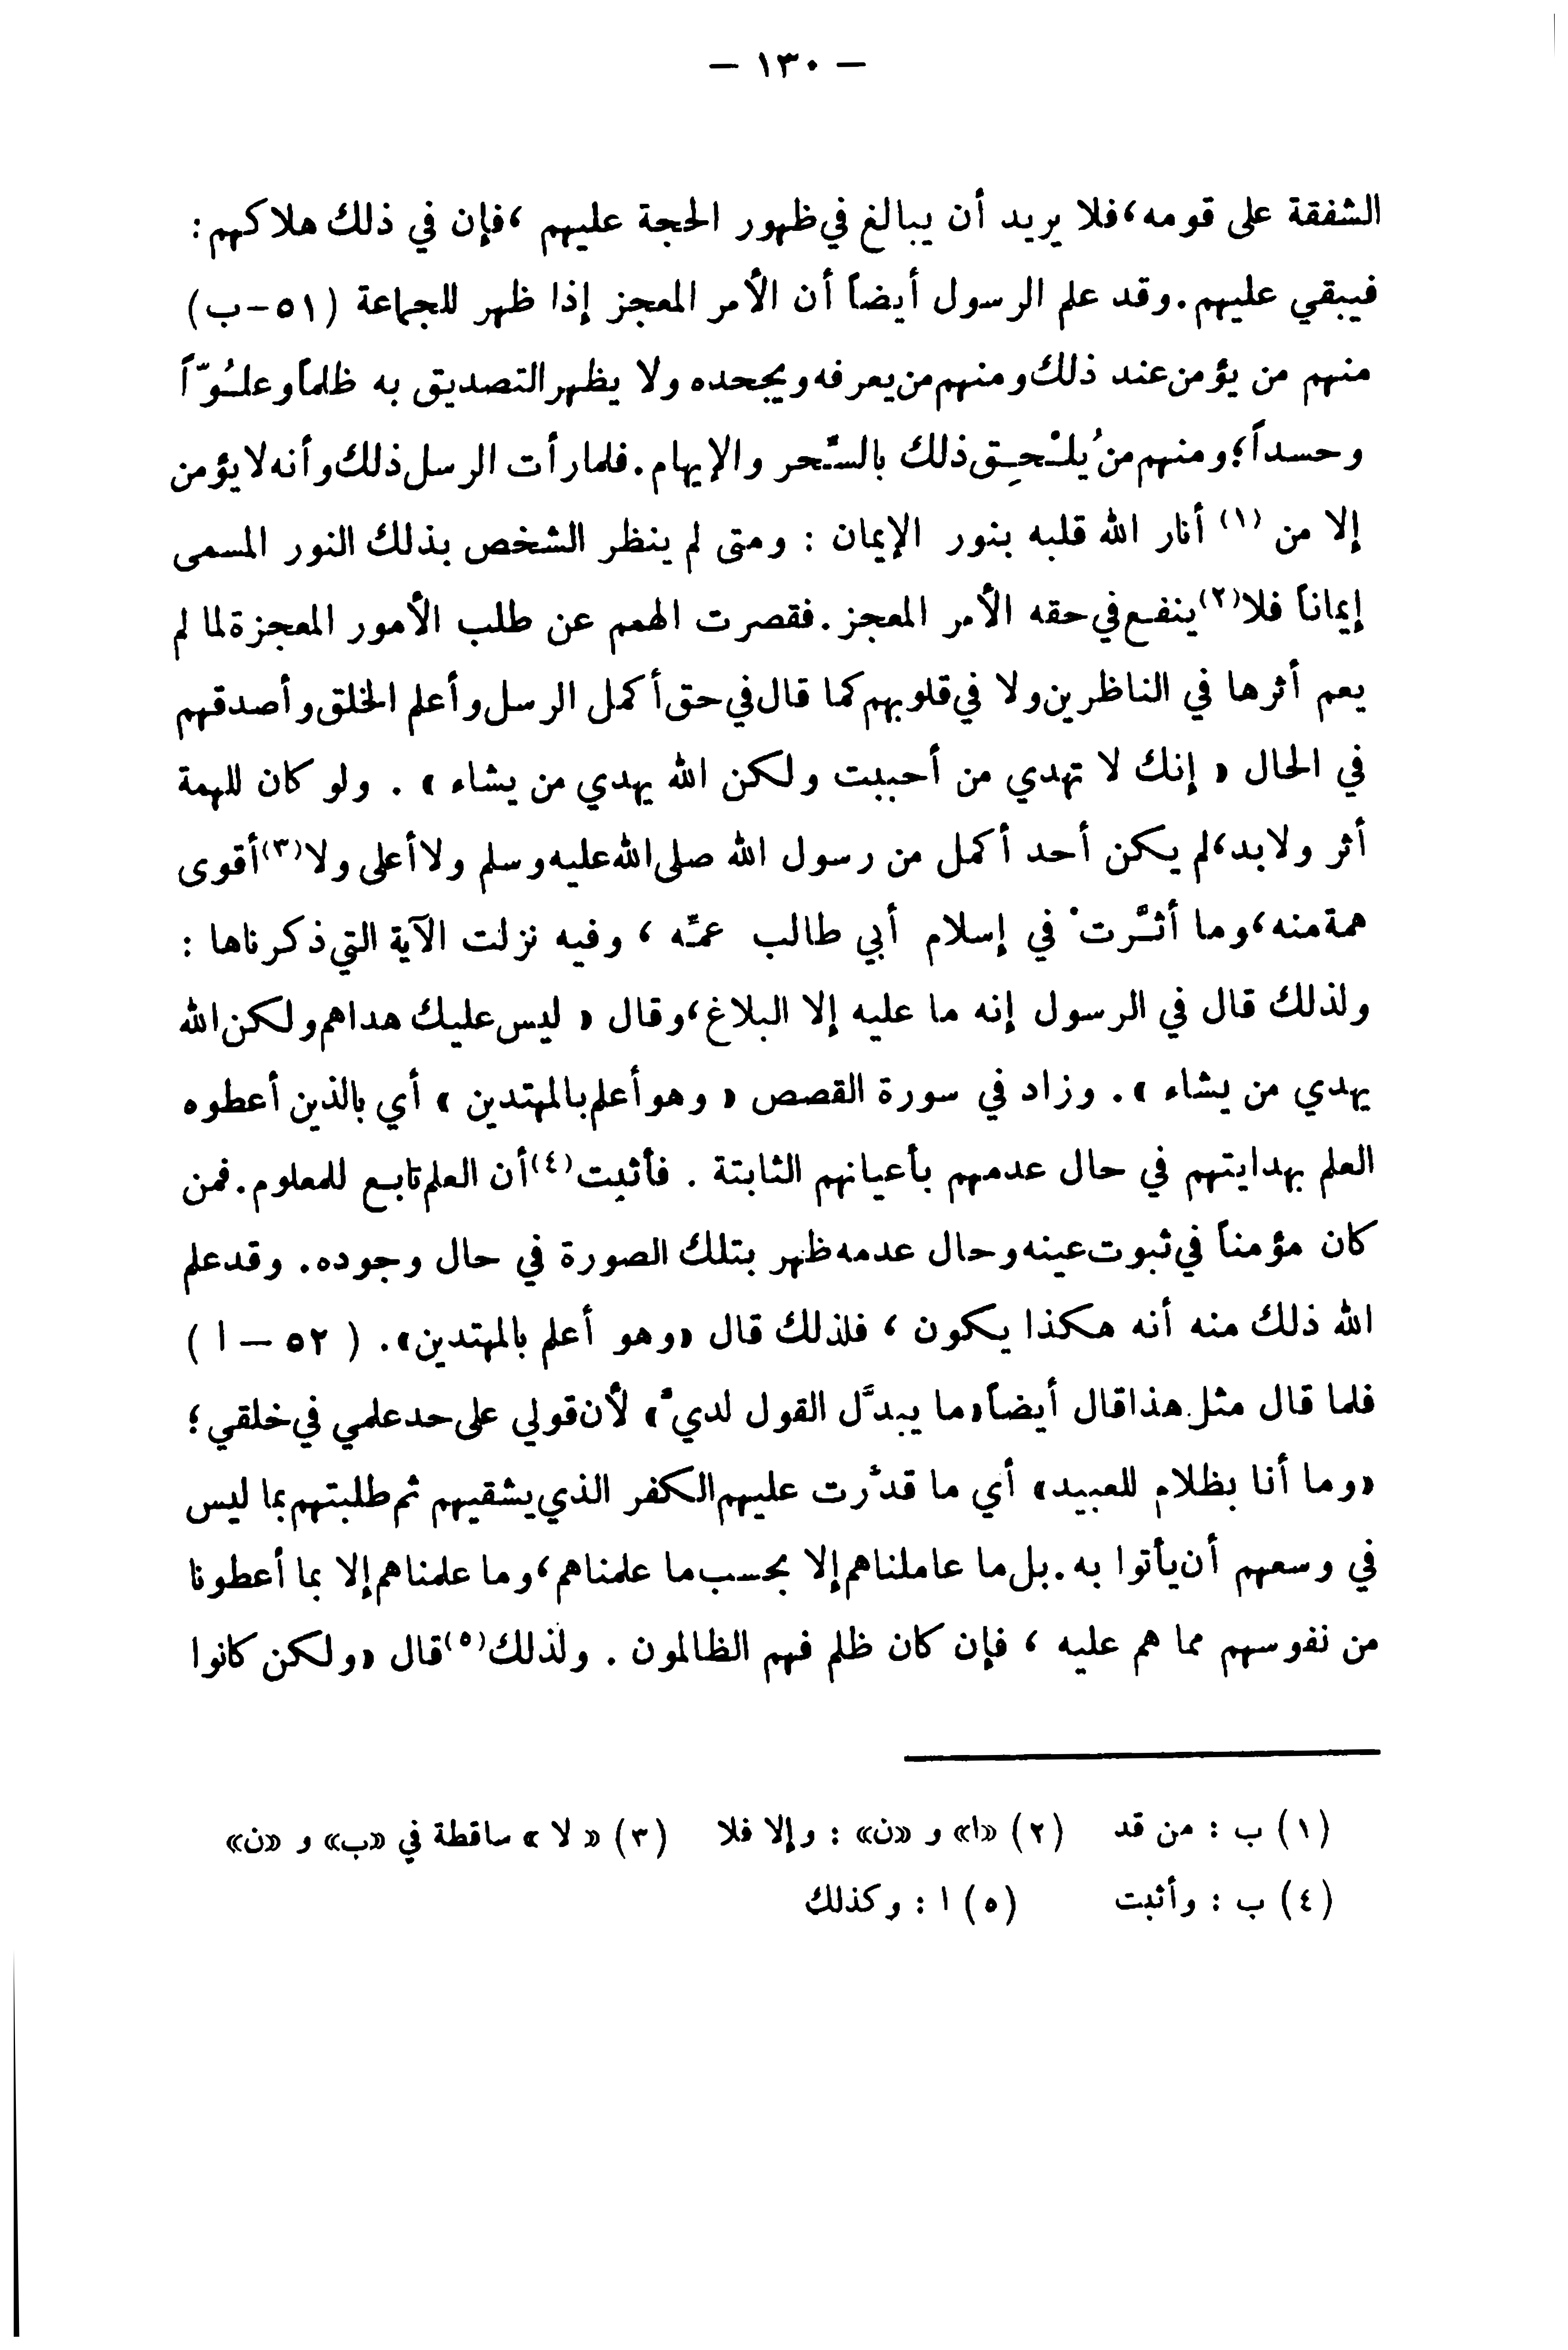 — ١٣٠ —
الشفقة على قومه، فلا يريد أن يبالغ في ظهور الحجة عليهم ، فإن في ذلك هلاكهم :
فيبقي عليهم. وقد علم الرسول أيضاً أن الأمر المعجز إذا ظهر للجماعة (٥١-ب)
منهم من يؤمن عند ذلك ومنهم من يعرفه ويجحده ولا يظهر التصديق به ظلماً وعلُوّاً
وحسداً؛ ومنهم من يُلْحِق ذلك بالسِّحر والإيهام. فلما رأت الرسل ذلك وأنه لا يؤمن
إلا من (١) أنار الله قلبه بنور الإيمان : ومتى لم ينظر الشخص بذلك النور المسمى
إيماناً فلا(٢) ينفع في حقه الأمر المعجز. فقصرت الهمم عن طلب الأمور المعجزة لما لم
يعم أثرها في الناظرين ولا في قلوبهم كما قال في حق أكمل الرسل وأعلم الخلق وأصدقهم
في الحال « إنك لا تهدي من أحببت ولكن الله يهدي من يشاء » . ولو كان للهمة
أثر ولا بد، لم يكن أحد أكمل من رسول الله صلى الله عليه وسلم ولا أعلى ولا(٣) أقوى
همة منه، وما أثَّرتْ في إسلام أبي طالب عمِّه ، وفيه نزلت الآية التي ذكرناها :
ولذلك قال في الرسول إنه ما عليه إلا البلاغ، وقال « ليس عليك هداهم ولكن الله
يهدي من يشاء ». وزاد في سورة القصص « وهو أعلم بالمهتدين » أي بالذين أعطوه
العلم بهدايتهم في حال عدمهم بأعيانهم الثابتة . فأثبت(٤) أن العلم تابع للمعلوم. فمن
كان مؤمناً في ثبوت عينه وحال عدمه ظهر بتلك الصورة في حال وجوده. وقد علم
الله ذلك منه أنه هكذا يكون ، فلذلك قال «وهو أعلم بالمهتدين». ( ٥٢ — ا )
فلما قال مثل هذا قال أيضاً «ما يبدَّل القول لديّ» لأن قولي على حد علمي في خلقي ؛
«وما أنا بظلام للعبيد» أي ما قدَّرت عليهم الكفر الذي يشقيهم ثم طلبتهم بما ليس
في وسعهم أن يأتوا به. بل ما عاملناهم إلا بحسب ما علمناهم، وما علمناهم إلا بما أعطونا
من نفوسهم مما هم عليه ، فإن كان ظلم فهم الظالمون . ولذلك(٥) قال «ولكن كانوا
(١) ب : من قد (٢) «ا» و «ن» : وإلا فلا (٣) « لا » ساقطة في «ب» و «ن»
(٤) ب : وأثبت (٥) ا : وكذلك